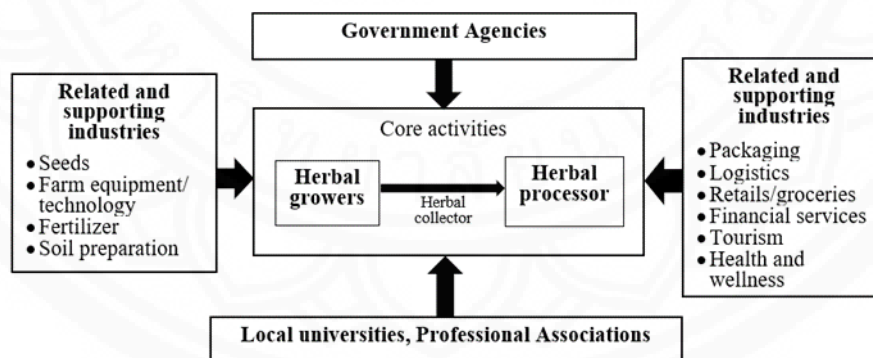 Government Agencies
Related and
supporting
industries
• Seeds
• Farm equipment/
technology
• Fertilizer
• Soil preparation
Core activities
Herbal
growers
Herbal
collector
Herbal
processor
Related and
supporting
industries
• Packaging
• Logistics
• Retails/groceries
• Financial services
• Tourism
• Health and
wellness
Local universities, Professional Associations